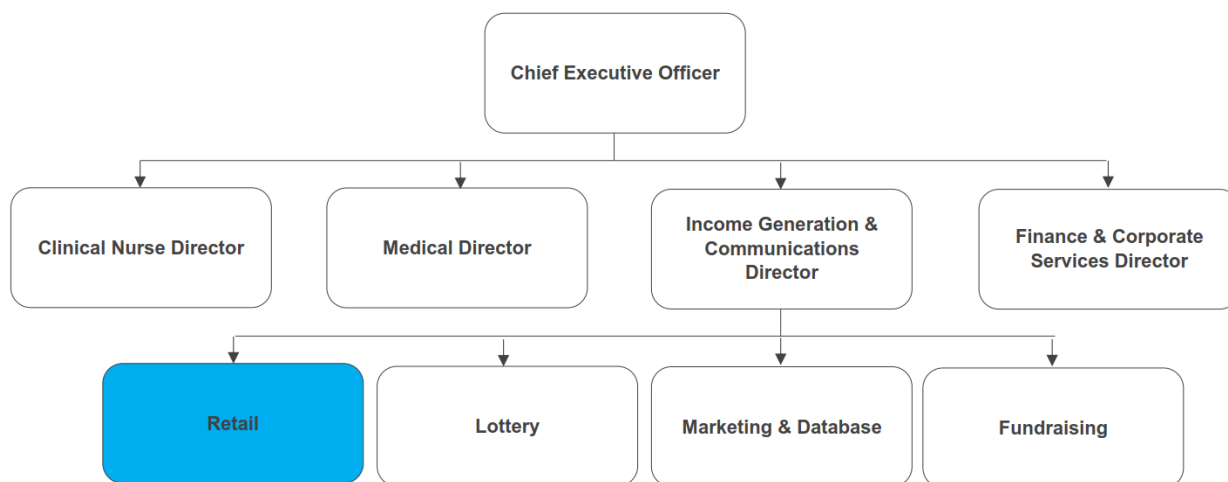 Chief Executive Officer
Clinical Nurse Director
Medical Director
Income Generation &
Communications
Director
Finance & Corporate
Services Director
Retail
Lottery
Marketing & Database
Fundraising